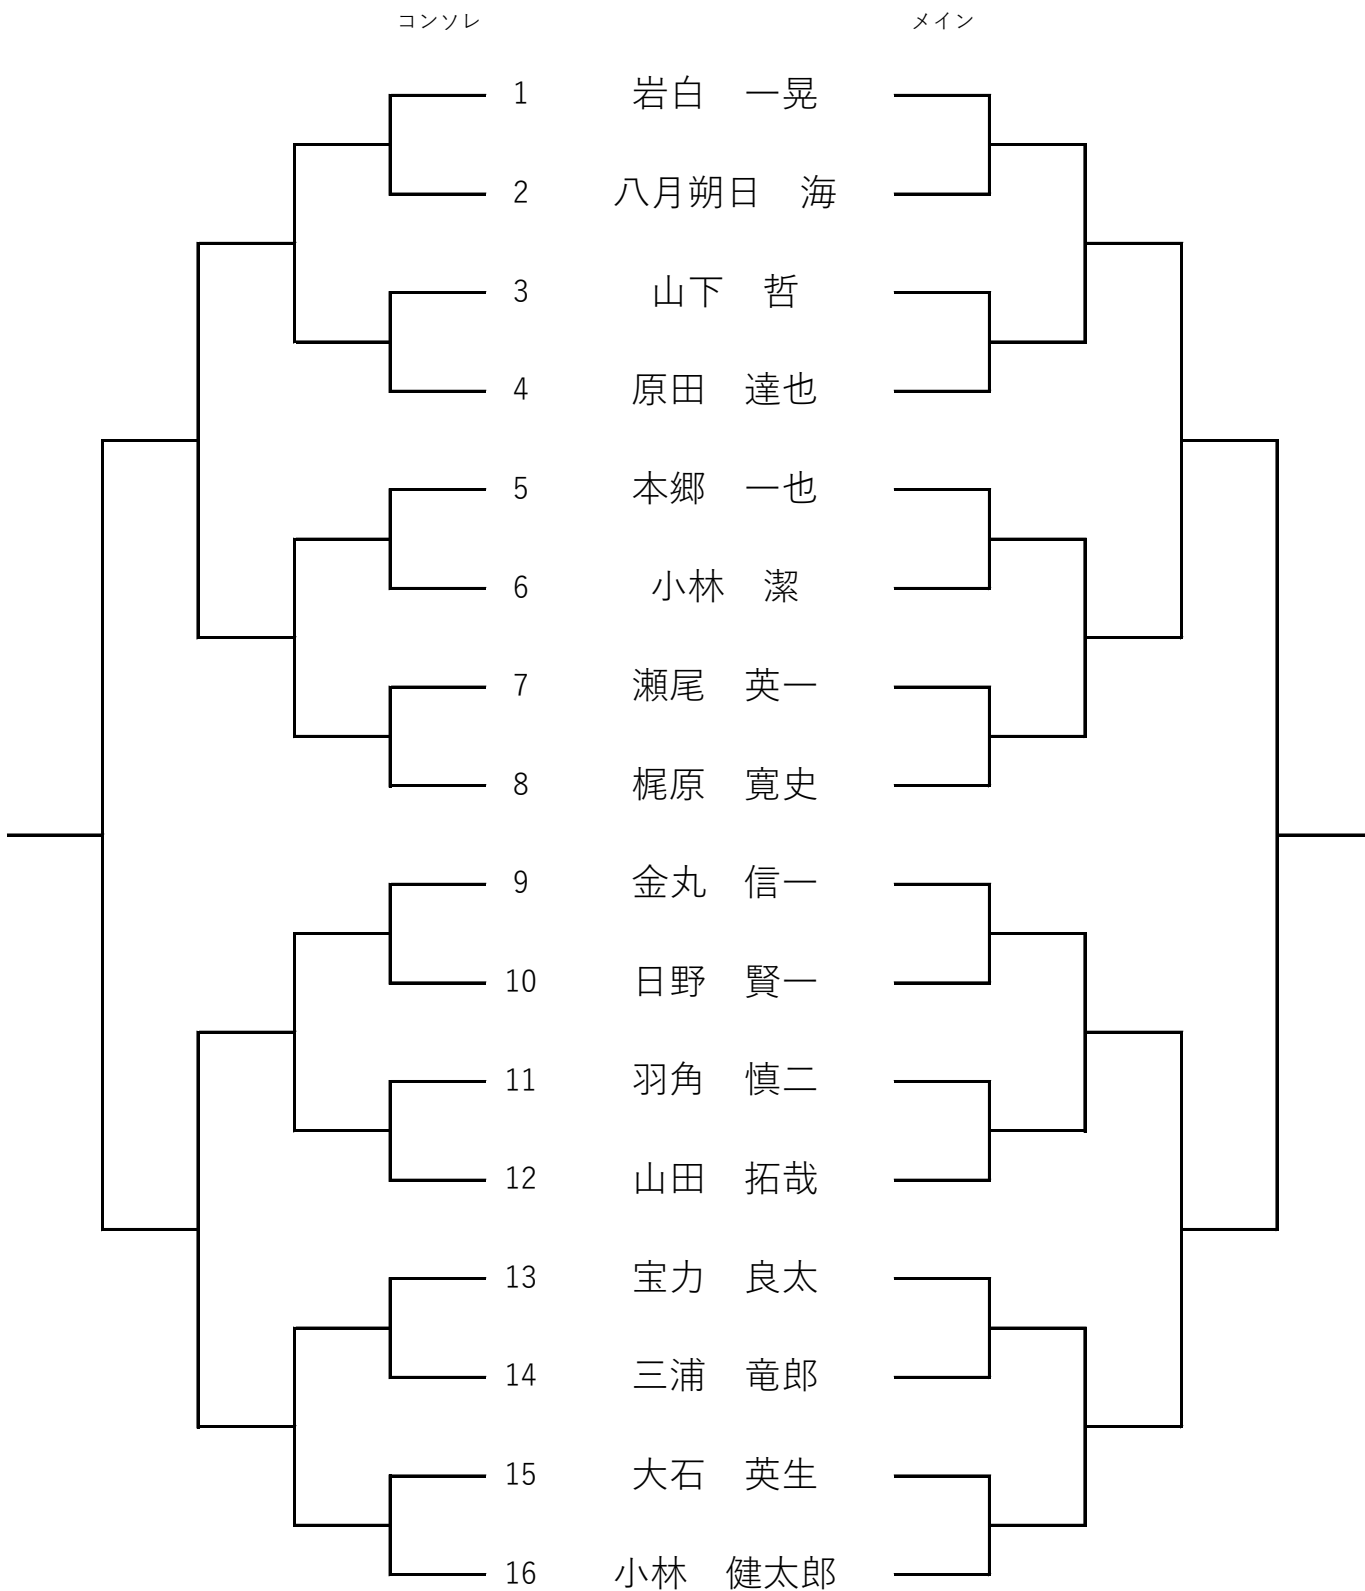 コンソレ　メイン
1　岩白　一晃
2　八月朔日　海
3　山下　哲
4　原田　達也
5　本郷　一也
6　小林　潔
7　瀬尾　英一
8　梶原　寛史
9　金丸　信一
10　日野　賢一
11　羽角　慎二
12　山田　拓哉
13　宝力　良太
14　三浦　竜郎
15　大石　英生
16　小林　健太郎